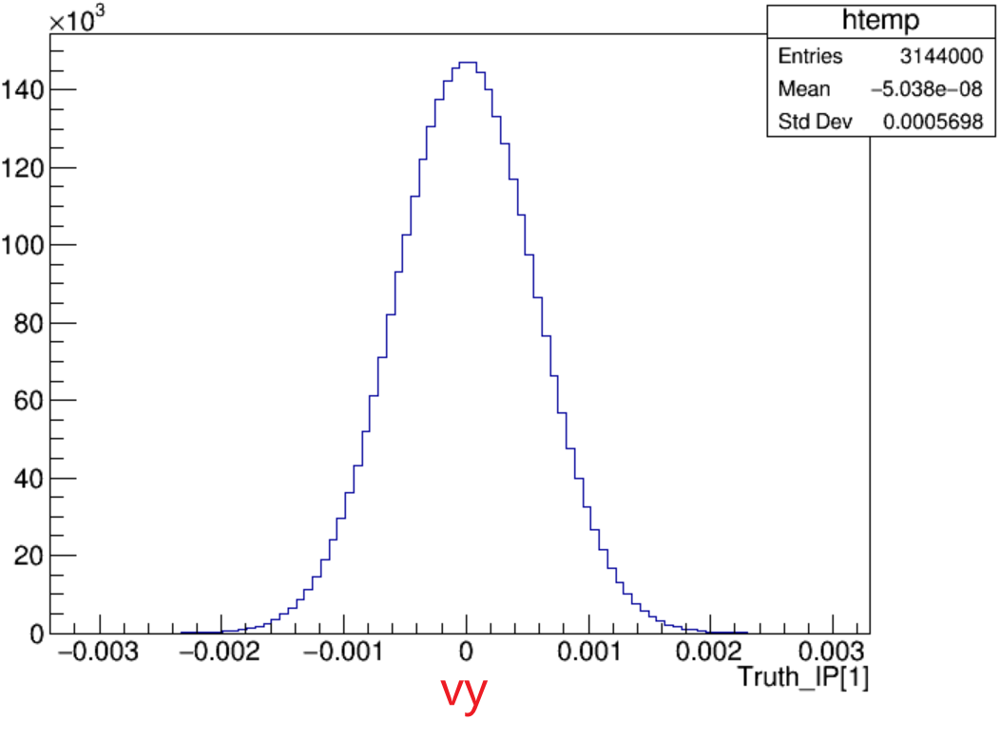 ×10³
htemp
Entries 3144000
Mean −5.038e−08
Std Dev 0.0005698
140
120
100
80
60
40
20
0
−0.003 −0.002 −0.001 0 0.001 0.002 0.003
Truth_IP[1]
vy